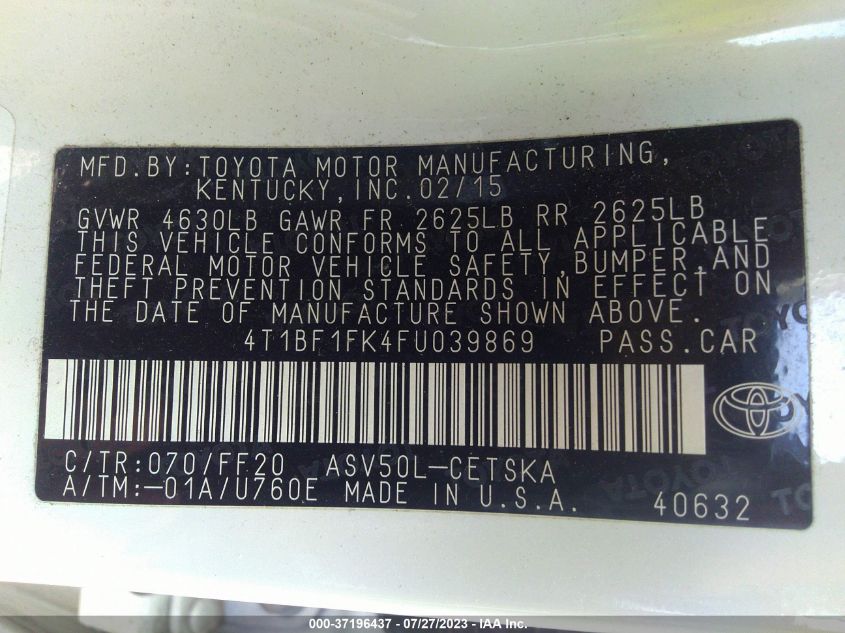 MFD.BY:TOYOTA MOTOR MANUFACTURING,
KENTUCKY,INC.02/15
GVWR 4630LB GAWR FR 2625LB RR 2625LB
THIS VEHICLE CONFORMS TO ALL APPLICABLE
FEDERAL MOTOR VEHICLE SAFETY,BUMPER,AND
THEFT PREVENTION STANDARDS IN EFFECT ON
THE DATE OF MANUFACTURE SHOWN ABOVE.
4T1BF1FK4FU039869 PASS.CAR
C/TR:070/FF20 ASV50L-CETSKA
A/TM:-01A/U760E MADE IN U.S.A. 40632
000-37196437 - 07/27/2023 - IAA Inc.